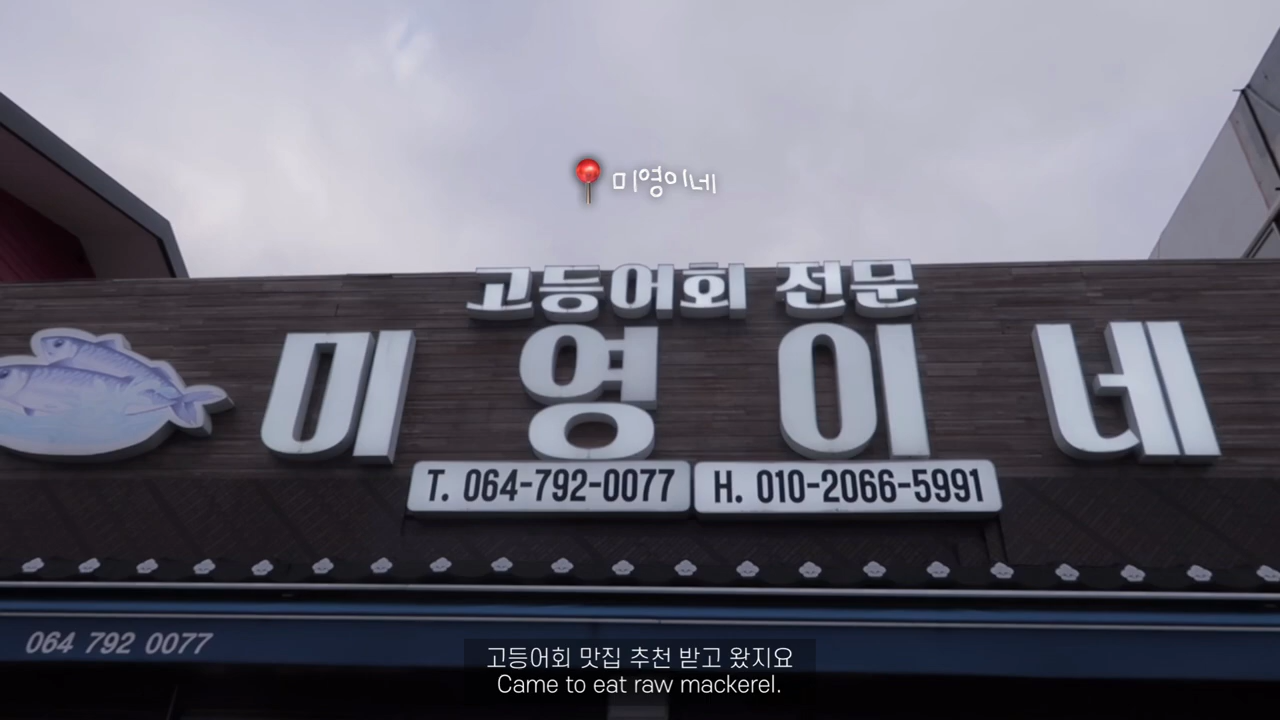 미영이네
고등어회 전문
미영이네
T. 064-792-0077
H. 010-2066-5991
064 792 0077
고등어회 맛집 추천 받고 왔지요
Came to eat raw mackerel.